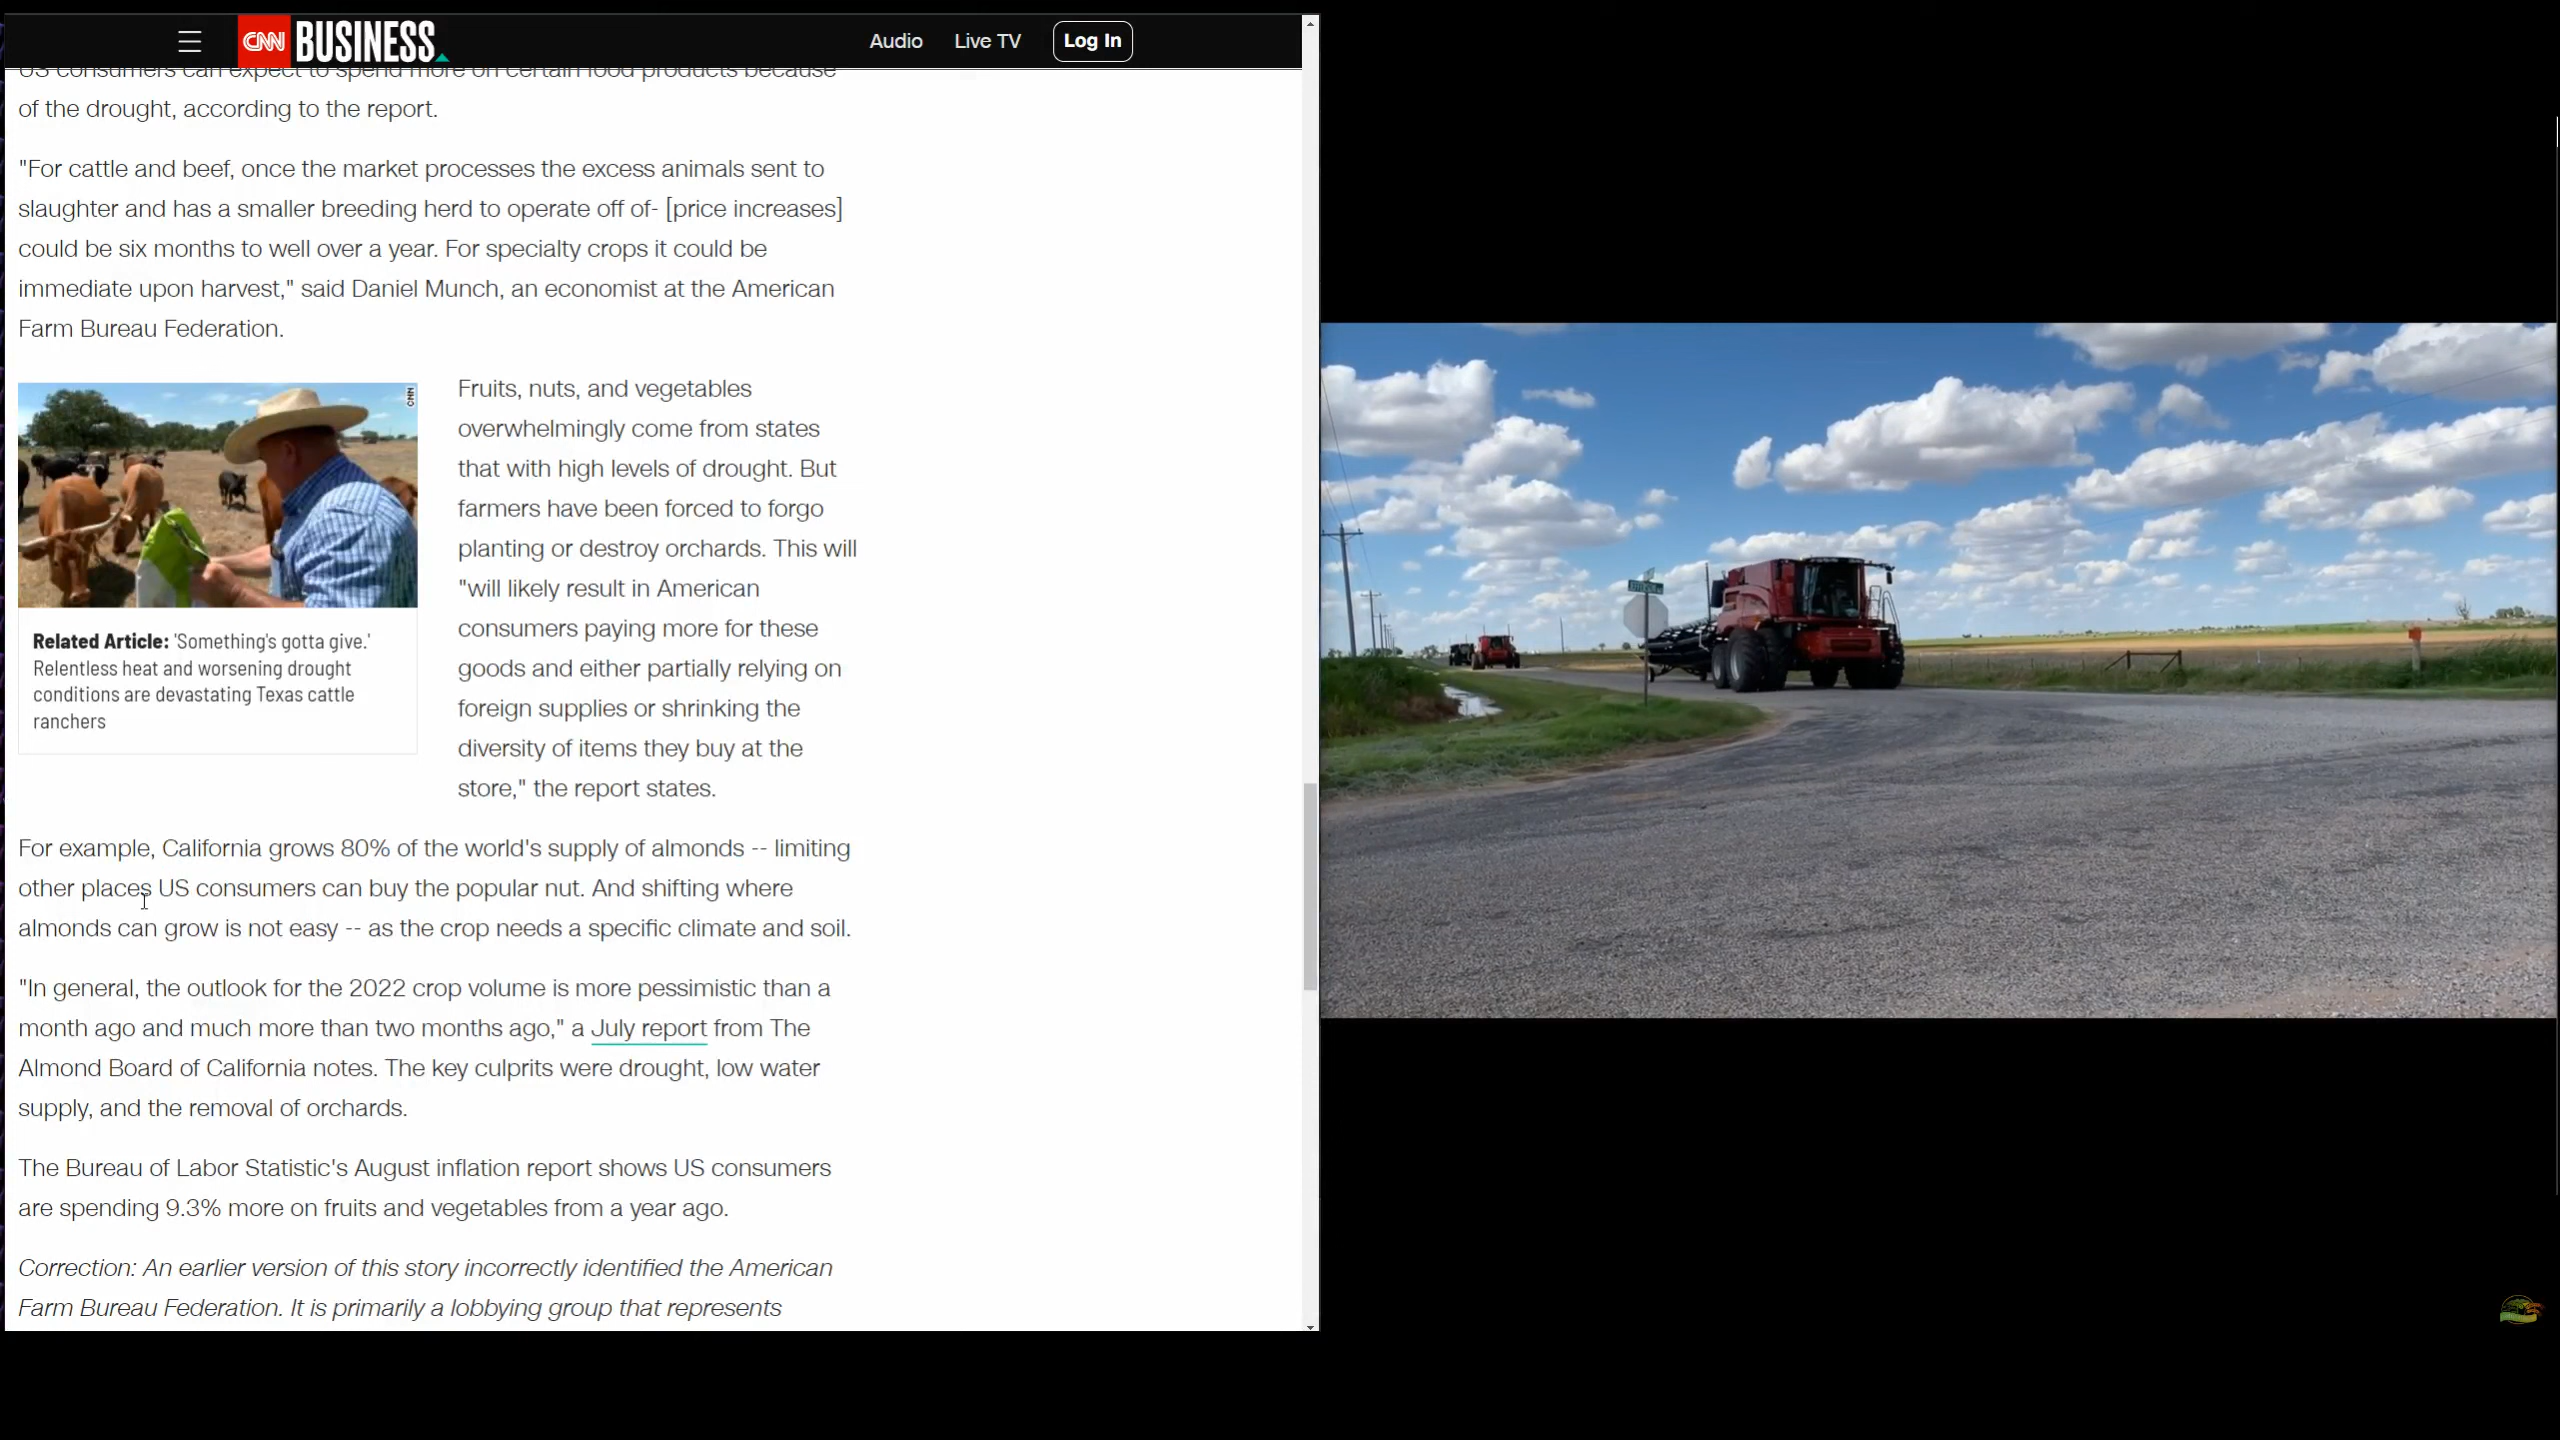 CNN BUSINESS
Audio
Live TV
Log In
US consumers can expect to spend more on certain food products because
of the drought, according to the report.
"For cattle and beef, once the market processes the excess animals sent to
slaughter and has a smaller breeding herd to operate off of- [price increases]
could be six months to well over a year. For specialty crops it could be
immediate upon harvest," said Daniel Munch, an economist at the American
Farm Bureau Federation.
CNN
Related Article: 'Something's gotta give.'
Relentless heat and worsening drought
conditions are devastating Texas cattle
ranchers
Fruits, nuts, and vegetables
overwhelmingly come from states
that with high levels of drought. But
farmers have been forced to forgo
planting or destroy orchards. This will
"will likely result in American
consumers paying more for these
goods and either partially relying on
foreign supplies or shrinking the
diversity of items they buy at the
store," the report states.
For example, California grows 80% of the world's supply of almonds -- limiting
other places US consumers can buy the popular nut. And shifting where
almonds can grow is not easy -- as the crop needs a specific climate and soil.
"In general, the outlook for the 2022 crop volume is more pessimistic than a
month ago and much more than two months ago," a July report from The
Almond Board of California notes. The key culprits were drought, low water
supply, and the removal of orchards.
The Bureau of Labor Statistic's August inflation report shows US consumers
are spending 9.3% more on fruits and vegetables from a year ago.
Correction: An earlier version of this story incorrectly identified the American
Farm Bureau Federation. It is primarily a lobbying group that represents